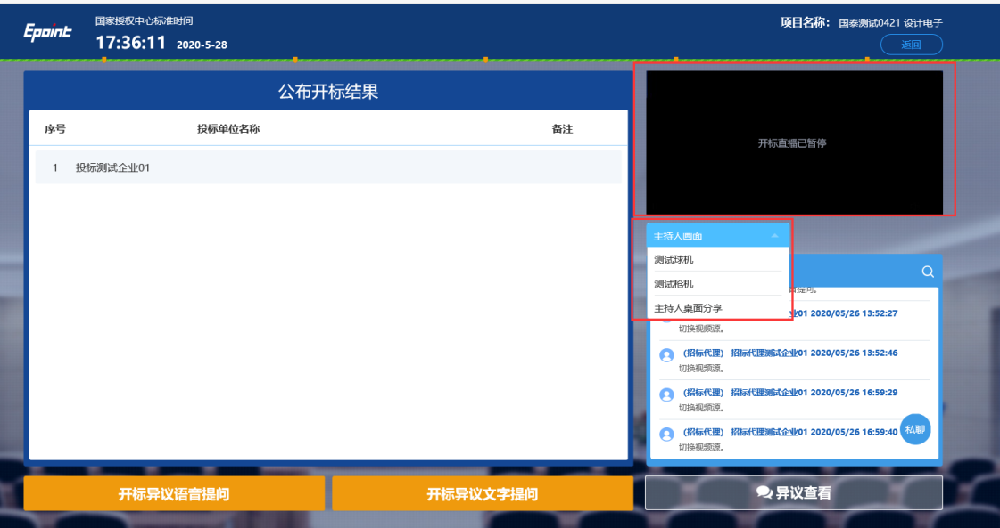 Epoint
国家授权中心标准时间
17:36:11 2020-5-28
项目名称： 国泰测试0421 设计电子
返回
公布开标结果
序号 投标单位名称 备注
1 投标测试企业01
开标直播已暂停
主持人画面
测试球机
测试枪机
主持人桌面分享
提问。
业01 2020/05/26 13:52:27
切换视频源。
（招标代理） 招标代理测试企业01 2020/05/26 13:52:46
切换视频源。
（招标代理） 招标代理测试企业01 2020/05/26 16:59:29
切换视频源。
（招标代理） 招标代理测试企业01 2020/05/26 16:59:40
切换视频源。
私聊
开标异议语音提问
开标异议文字提问
异议查看